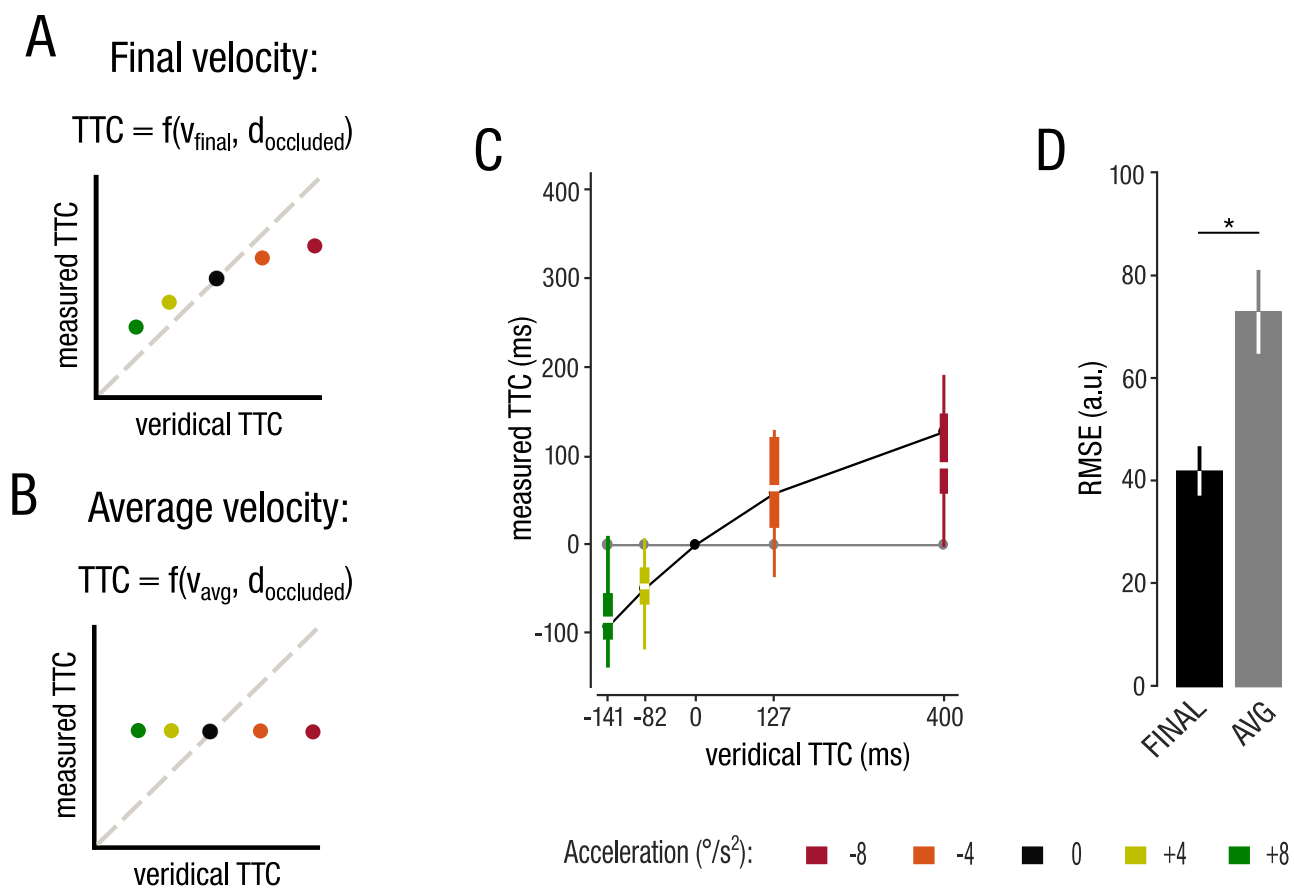 A
Final velocity:
TTC = f(v_final, d_occluded)
measured TTC
veridical TTC
B
Average velocity:
TTC = f(v_avg, d_occluded)
measured TTC
veridical TTC
C
measured TTC (ms)
400
300
200
100
0
-100
-141 -82 0 127 400
veridical TTC (ms)
D
RMSE (a.u.)
100
80
60
40
20
0
*
FINAL AVG
Acceleration (°/s²): -8 -4 0 +4 +8